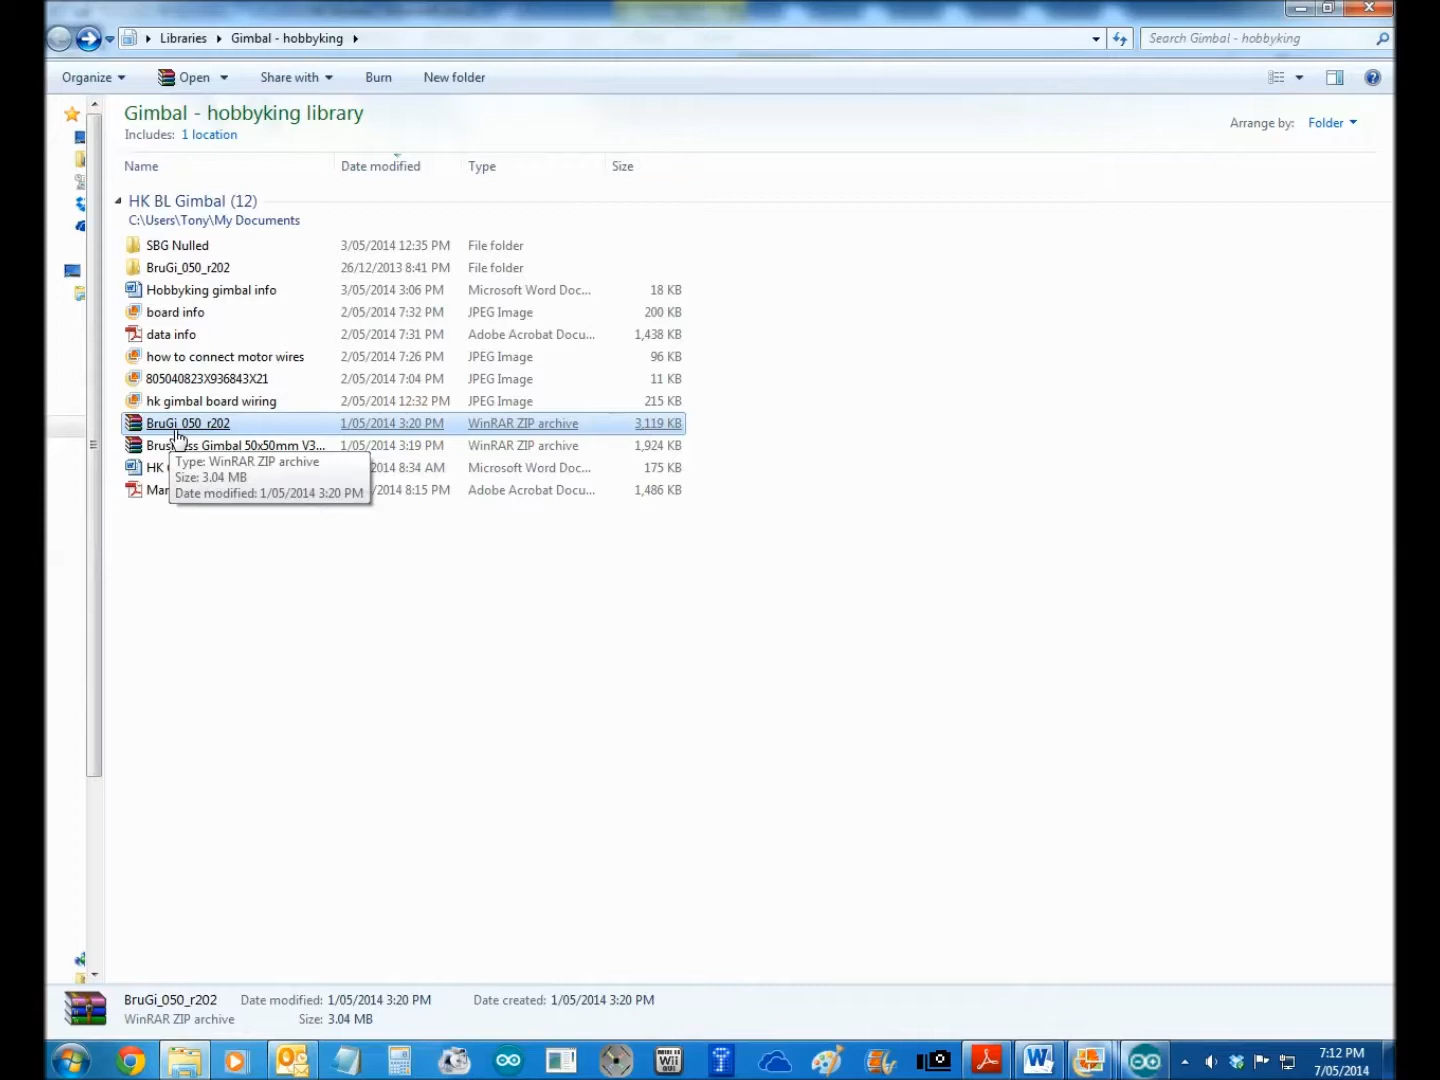 Libraries Gimbal - hobbyking
Search Gimbal - hobbyking
Organize Open Share with Burn New folder
Gimbal - hobbyking library
Includes: 1 location
Arrange by: Folder
Name Date modified Type Size
HK BL Gimbal (12)
C:\Users\Tony\My Documents
SBG Nulled 3/05/2014 12:35 PM File folder
BruGi_050_r202 26/12/2013 8:41 PM File folder
Hobbyking gimbal info 3/05/2014 3:06 PM Microsoft Word Doc... 18 KB
board info 2/05/2014 7:32 PM JPEG Image 200 KB
data info 2/05/2014 7:31 PM Adobe Acrobat Docu... 1,438 KB
how to connect motor wires 2/05/2014 7:26 PM JPEG Image 96 KB
805040823X936843X21 2/05/2014 7:04 PM JPEG Image 11 KB
hk gimbal board wiring 2/05/2014 12:32 PM JPEG Image 215 KB
BruGi_050_r202 1/05/2014 3:20 PM WinRAR ZIP archive 3,119 KB
Gimbal 50x50mm V3... 1/05/2014 3:19 PM WinRAR ZIP archive 1,924 KB
HK 2014 8:34 AM Microsoft Word Doc... 175 KB
8:15 PM Adobe Acrobat Docu... 1,486 KB
Type: WinRAR ZIP archive
Size: 3.04 MB
Date modified: 1/05/2014 3:20 PM
BruGi_050_r202 Date modified: 1/05/2014 3:20 PM Date created: 1/05/2014 3:20 PM
WinRAR ZIP archive Size: 3.04 MB
Wii
7:12 PM
7/05/2014